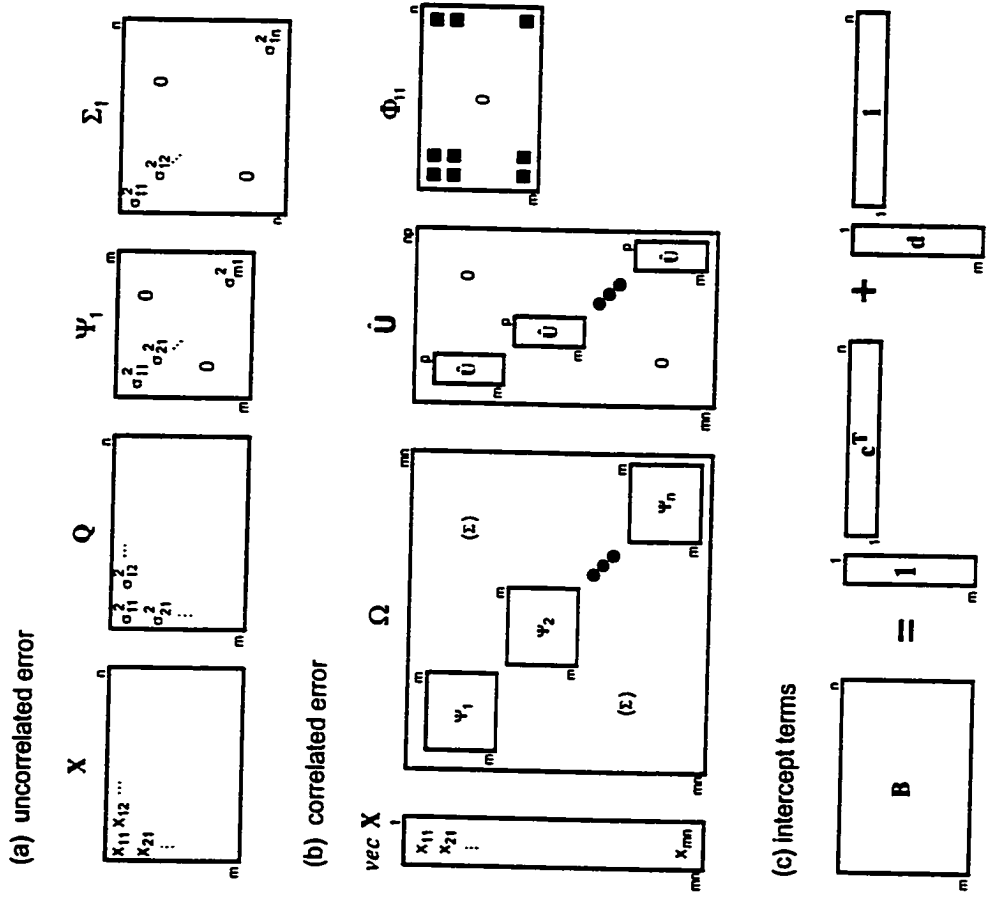 (a) uncorrelated error
X
n
m
X₁₁ X₁₂ ...
X₂₁
⋮
Q
n
m
σ²₁₁ σ²₁₂ ...
σ²₂₁
⋮
Ψ₁
m
m
σ²₁₁
σ²₂₁
⋱
0
0
σ²ₘ₁
Σ₁
n
n
σ²₁₁
σ²₁₂
⋱
0
0
σ²₁ₙ
(b) correlated error
vec X
1
mn
X₁₁
X₂₁
⋮
Xₘₙ
Ω
mn
mn
m
m
Ψ₁
(Σ)
m
m
Ψ₂
(Σ)
m
m
Ψₙ
Û
np
mn
p
m
Û
0
p
m
Û
0
p
m
Û
Φ₁₁
n
m
0
(c) intercept terms
n
m
B
=
1
m
1
n
1
cᵀ
+
1
m
d
n
1
1